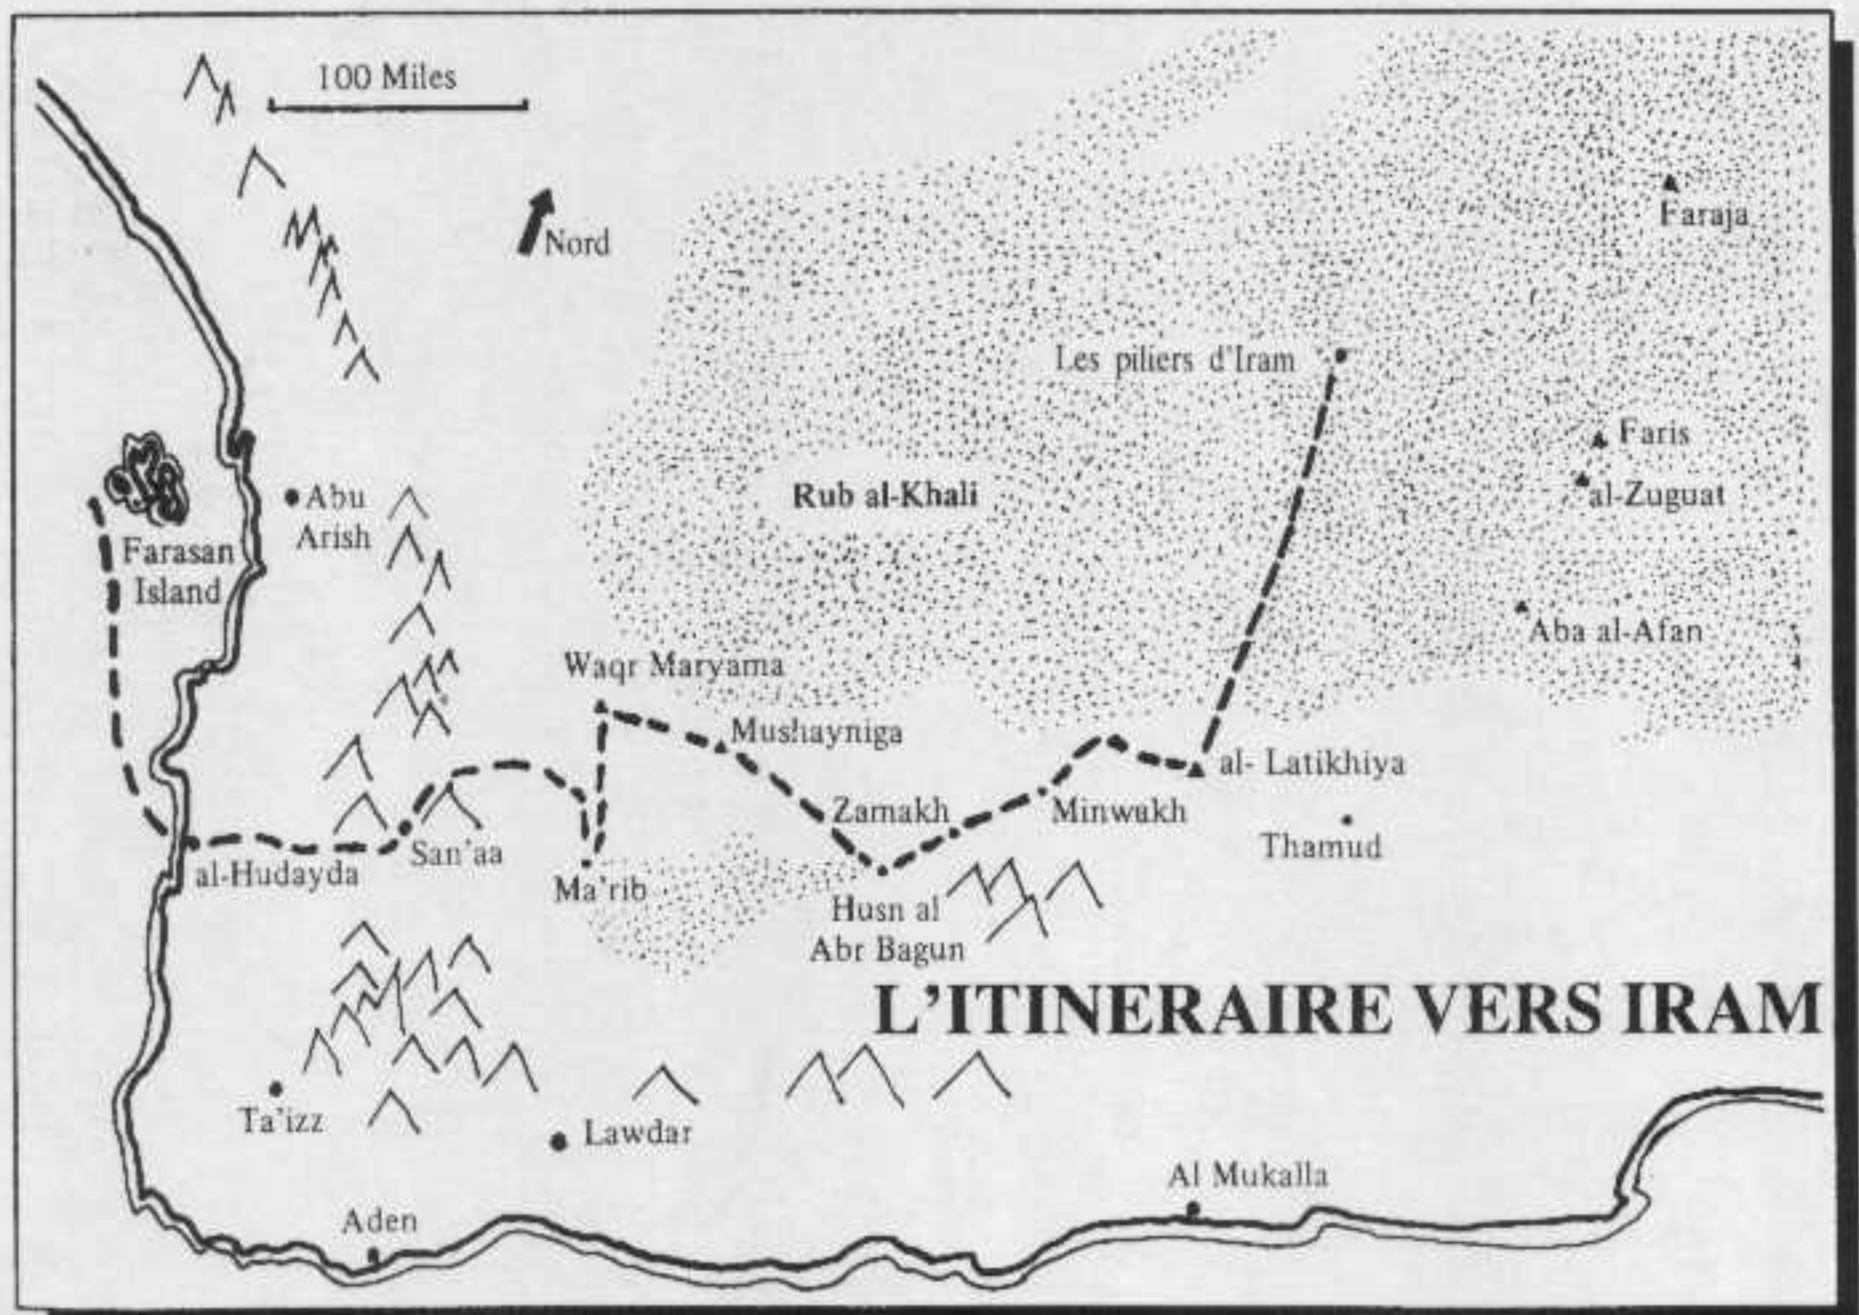 100 Miles
Nord
Faraja
Les piliers d'Iram
Faris
al-Zuguat
Rub al-Khali
Abu
Arish
Farasan
Island
Aba al-Afan
Waqr Maryama
Mushayniga
al- Latikhiya
Zamakh
Minwakh
Thamud
San'aa
al-Hudayda
Ma'rib
Husn al
Abr Bagun
L'ITINERAIRE VERS IRAM
Ta'izz
Lawdar
Al Mukalla
Aden